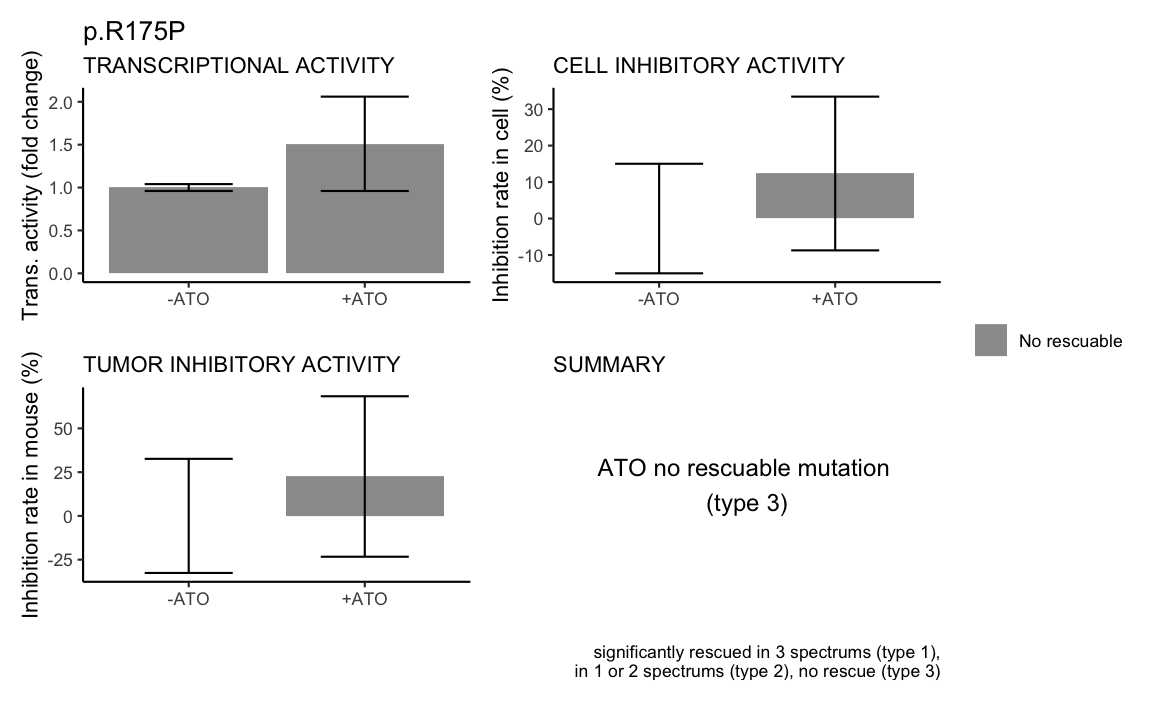 p.R175P
TRANSCRIPTIONAL ACTIVITY
Trans. activity (fold change)
2.0
1.5
1.0
0.5
0.0
-ATO
+ATO
CELL INHIBITORY ACTIVITY
Inhibition rate in cell (%)
30
20
10
0
-10
-ATO
+ATO
No rescuable
TUMOR INHIBITORY ACTIVITY
Inhibition rate in mouse (%)
50
25
0
-25
-ATO
+ATO
SUMMARY
ATO no rescuable mutation
(type 3)
significantly rescued in 3 spectrums (type 1),
in 1 or 2 spectrums (type 2), no rescue (type 3)